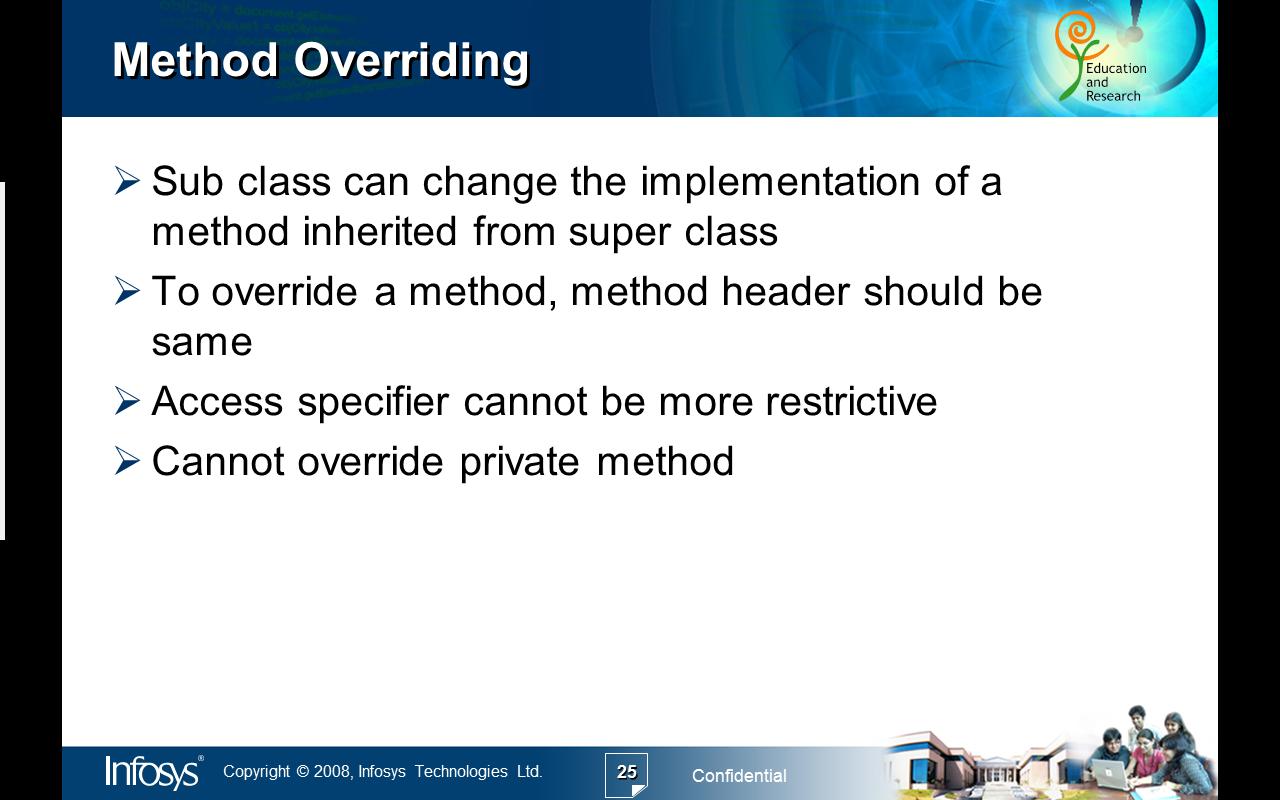 Method Overriding
Education
and
Research
Sub class can change the implementation of a
method inherited from super class
To override a method, method header should be
same
Access specifier cannot be more restrictive
Cannot override private method
Infosys® Copyright © 2008, Infosys Technologies Ltd. 25 Confidential